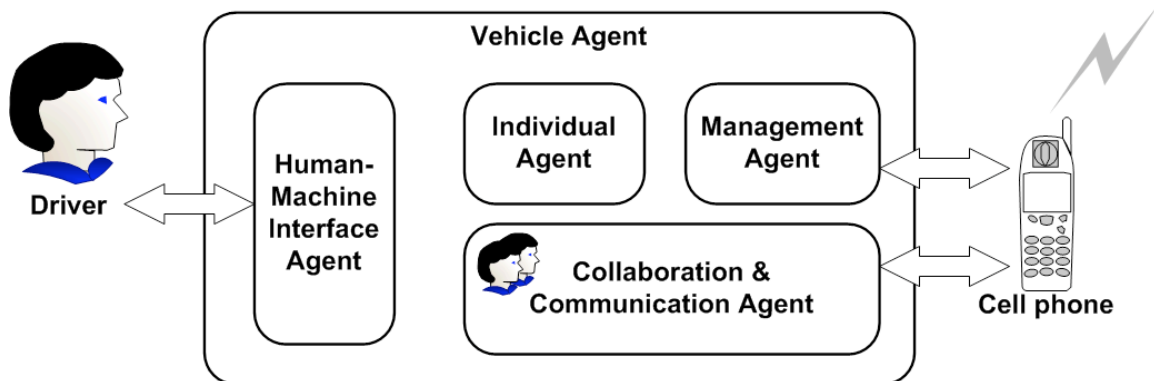 Vehicle Agent
Driver
Human-
Machine
Interface
Agent
Individual
Agent
Management
Agent
Collaboration &
Communication Agent
Cell phone